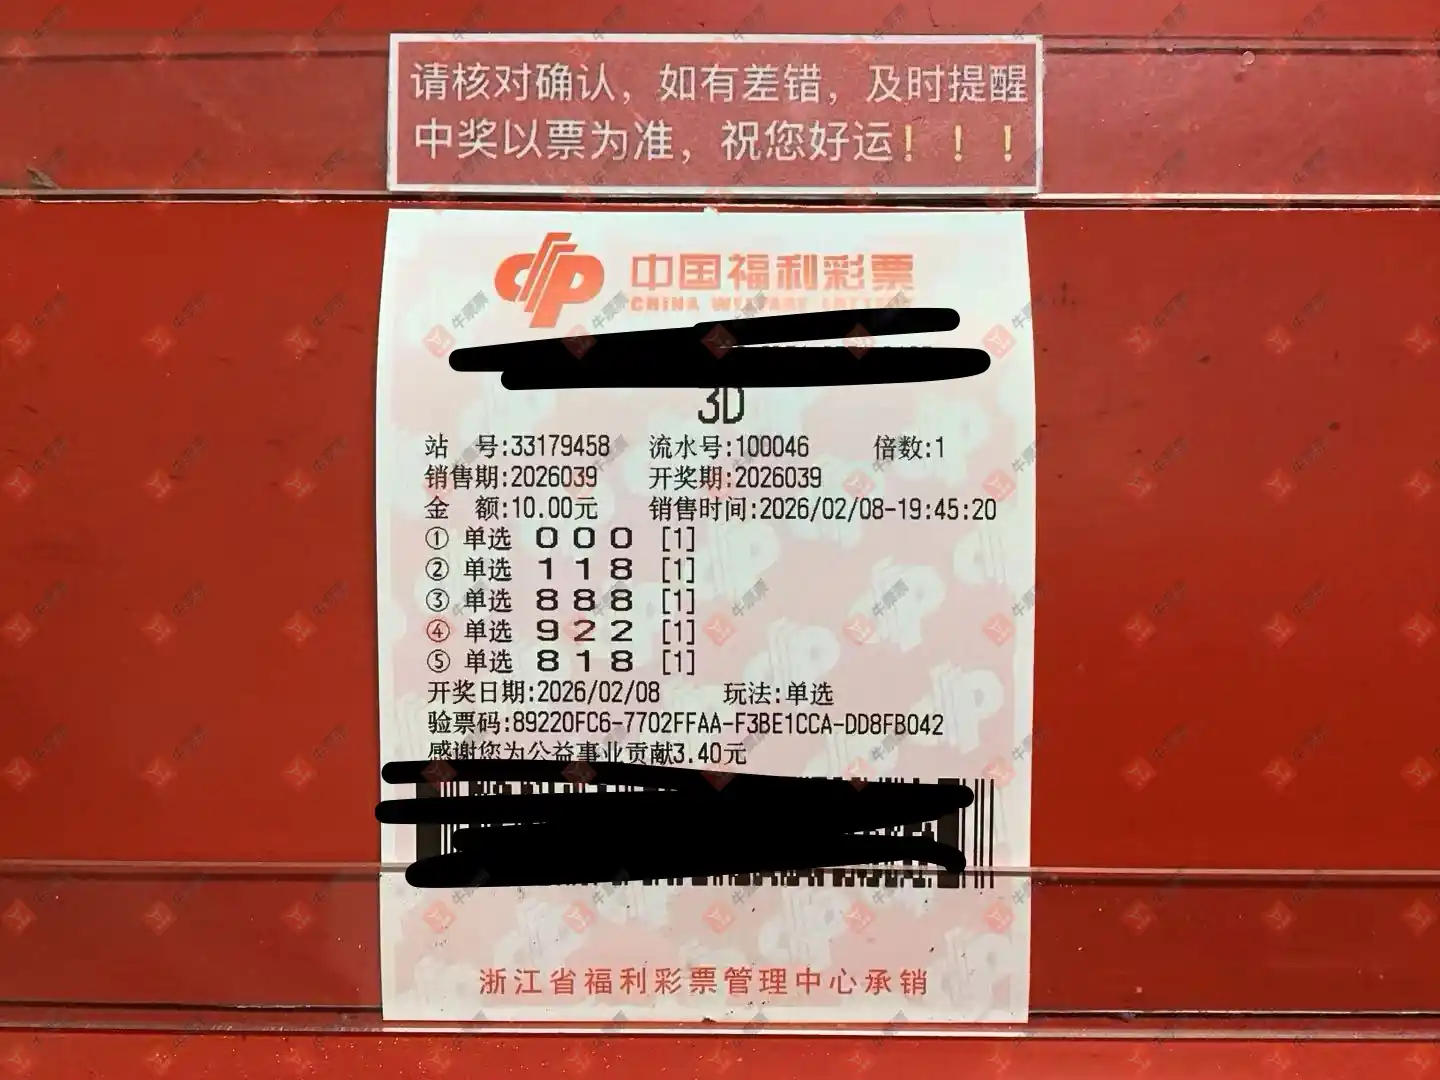 请核对确认，如有差错，及时提醒
中奖以票为准，祝您好运！！！
中国福利彩票
CHINA WELFARE LOTTERY
3D
站 号:33179458 流水号:100046 倍数:1
销售期:2026039 开奖期:2026039
金 额:10.00元 销售时间:2026/02/08-19:45:20
① 单选 0 0 0 [1]
② 单选 1 1 8 [1]
③ 单选 8 8 8 [1]
④ 单选 9 2 2 [1]
⑤ 单选 8 1 8 [1]
开奖日期:2026/02/08 玩法:单选
验票码:89220FC6-7702FFAA-F3BE1CCA-DD8FB042
感谢您为公益事业贡献3.40元
浙江省福利彩票管理中心承销
牛票票